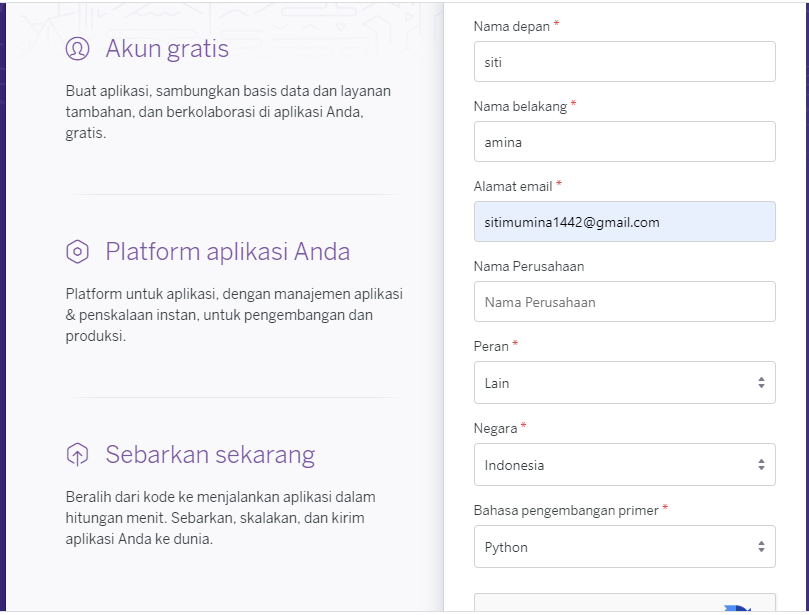 Akun gratis
Buat aplikasi, sambungkan basis data dan layanan
tambahan, dan berkolaborasi di aplikasi Anda,
gratis.
Platform aplikasi Anda
Platform untuk aplikasi, dengan manajemen aplikasi
& penskalaan instan, untuk pengembangan dan
produksi.
Sebarkan sekarang
Beralih dari kode ke menjalankan aplikasi dalam
hitungan menit. Sebarkan, skalakan, dan kirim
aplikasi Anda ke dunia.
Nama depan *
siti
Nama belakang *
amina
Alamat email *
sitimumina1442@gmail.com
Nama Perusahaan
Nama Perusahaan
Peran *
Lain
Negara *
Indonesia
Bahasa pengembangan primer *
Python